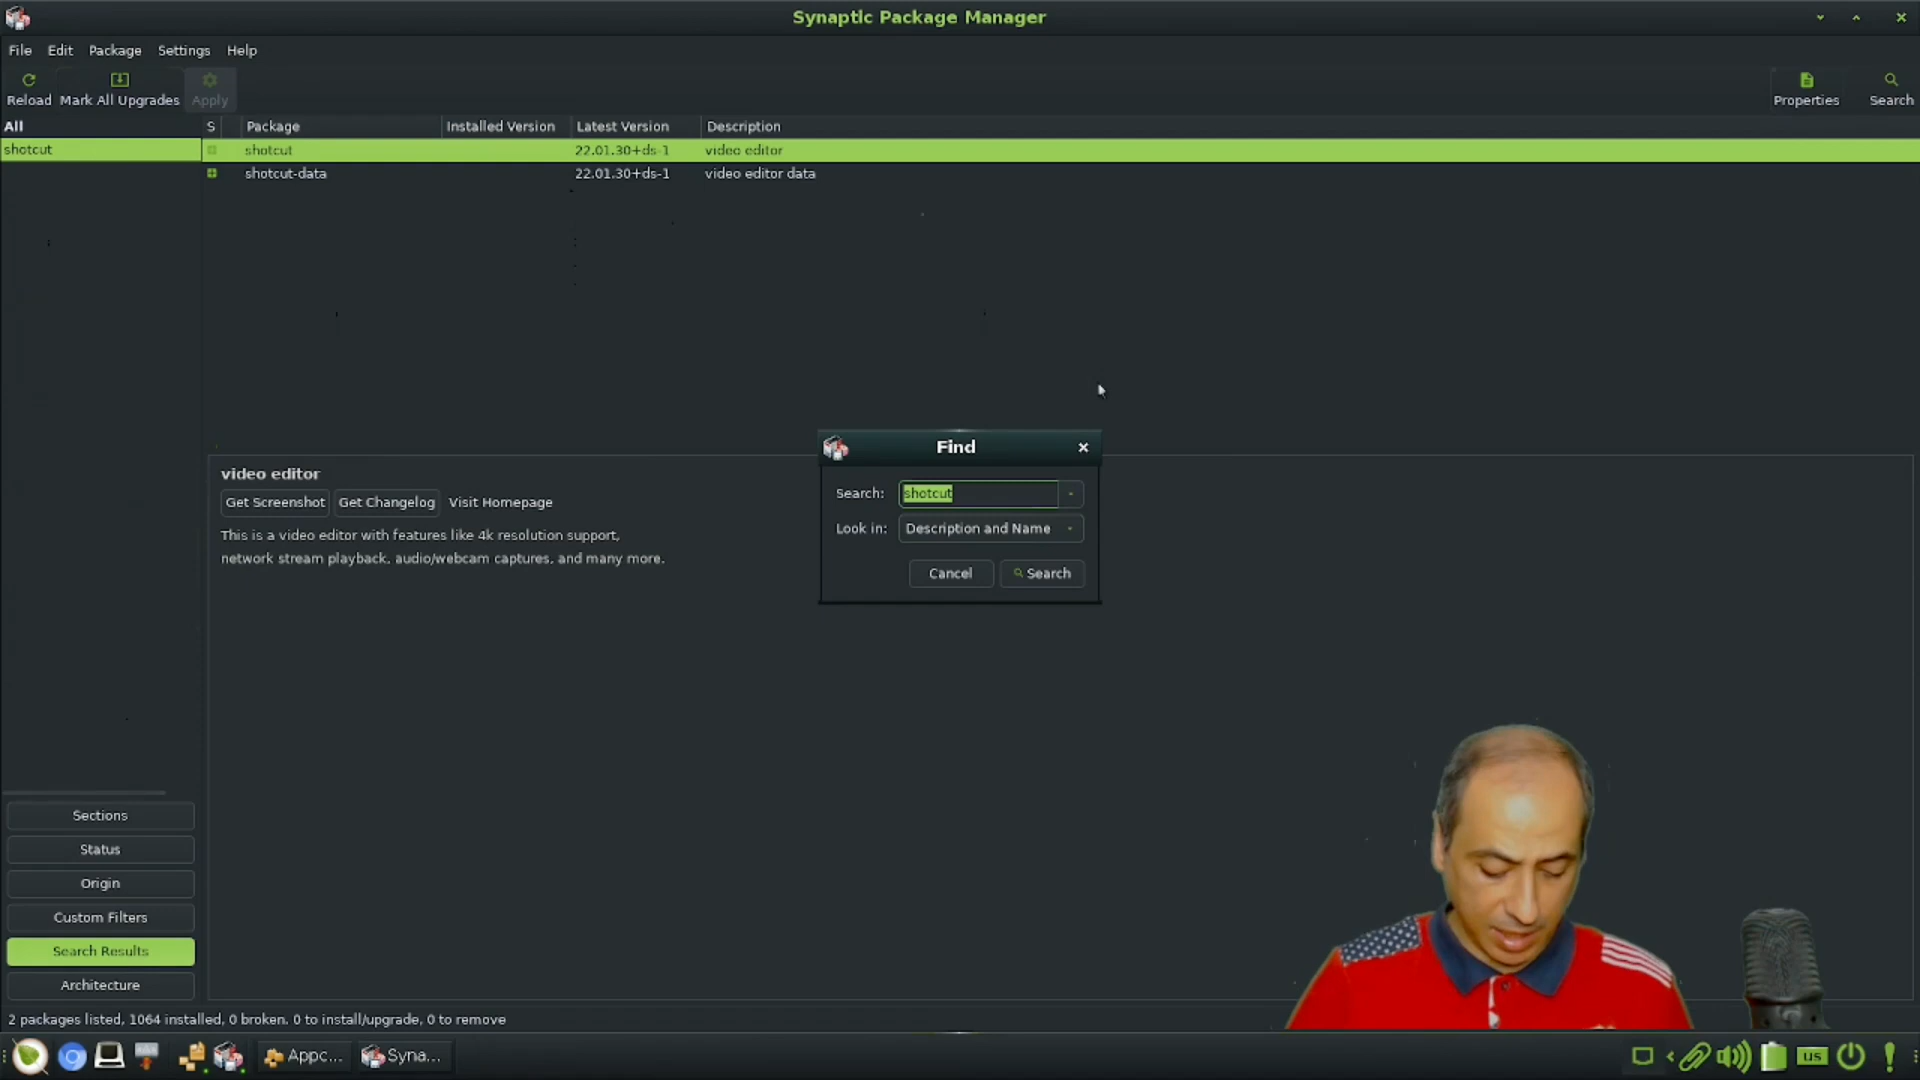 Synaptic Package Manager
File Edit Package Settings Help
Reload Mark All Upgrades Apply Properties Search
All S Package Installed Version Latest Version Description
shotcut shotcut 22.01.30+ds-1 video editor
shotcut-data 22.01.30+ds-1 video editor data
Find
Search: shotcut
Look in: Description and Name
Cancel Search
video editor
Get Screenshot Get Changelog Visit Homepage
This is a video editor with features like 4k resolution support,
network stream playback, audio/webcam captures, and many more.
Sections
Status
Origin
Custom Filters
Search Results
Architecture
2 packages listed, 1064 installed, 0 broken. 0 to install/upgrade, 0 to remove
Appc... Syna... us